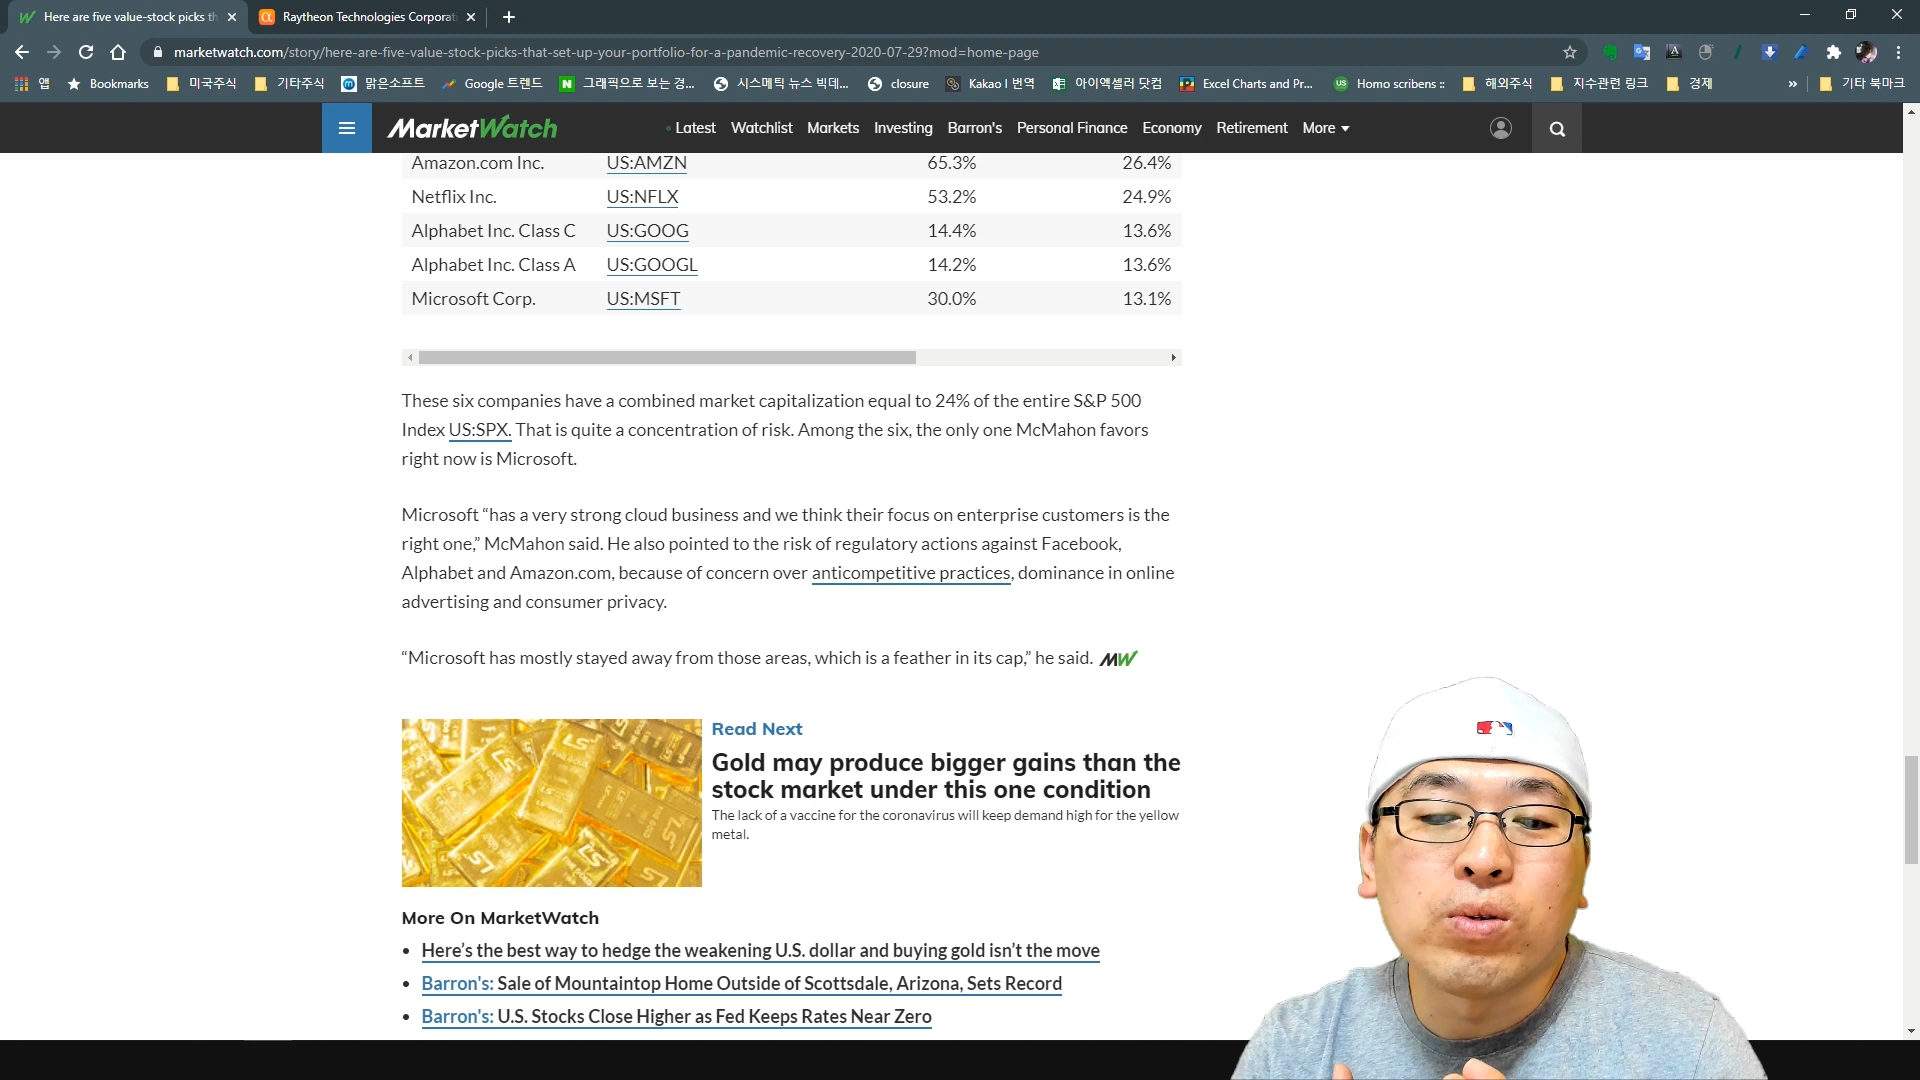 Here are five value-stock picks th
Raytheon Technologies Corporati
marketwatch.com/story/here-are-five-value-stock-picks-that-set-up-your-portfolio-for-a-pandemic-recovery-2020-07-29?mod=home-page
앱 Bookmarks 미국주식 기타주식 맑은소프트 Google 트렌드 그래픽으로 보는 경... 시스메틱 뉴스 빅데... closure Kakao I 번역 아이엑셀러 닷컴 Excel Charts and Pr... Homo scribens :: 해외주식 지수관련 링크 경제 » 기타 북마크
MarketWatch Latest Watchlist Markets Investing Barron's Personal Finance Economy Retirement More
Amazon.com Inc. US:AMZN 65.3% 26.4%
Netflix Inc. US:NFLX 53.2% 24.9%
Alphabet Inc. Class C US:GOOG 14.4% 13.6%
Alphabet Inc. Class A US:GOOGL 14.2% 13.6%
Microsoft Corp. US:MSFT 30.0% 13.1%
These six companies have a combined market capitalization equal to 24% of the entire S&P 500
Index US:SPX. That is quite a concentration of risk. Among the six, the only one McMahon favors
right now is Microsoft.
Microsoft “has a very strong cloud business and we think their focus on enterprise customers is the
right one,” McMahon said. He also pointed to the risk of regulatory actions against Facebook,
Alphabet and Amazon.com, because of concern over anticompetitive practices, dominance in online
advertising and consumer privacy.
“Microsoft has mostly stayed away from those areas, which is a feather in its cap,” he said. MW
Read Next
Gold may produce bigger gains than the
stock market under this one condition
The lack of a vaccine for the coronavirus will keep demand high for the yellow
metal.
More On MarketWatch
• Here’s the best way to hedge the weakening U.S. dollar and buying gold isn’t the move
• Barron's: Sale of Mountaintop Home Outside of Scottsdale, Arizona, Sets Record
• Barron's: U.S. Stocks Close Higher as Fed Keeps Rates Near Zero